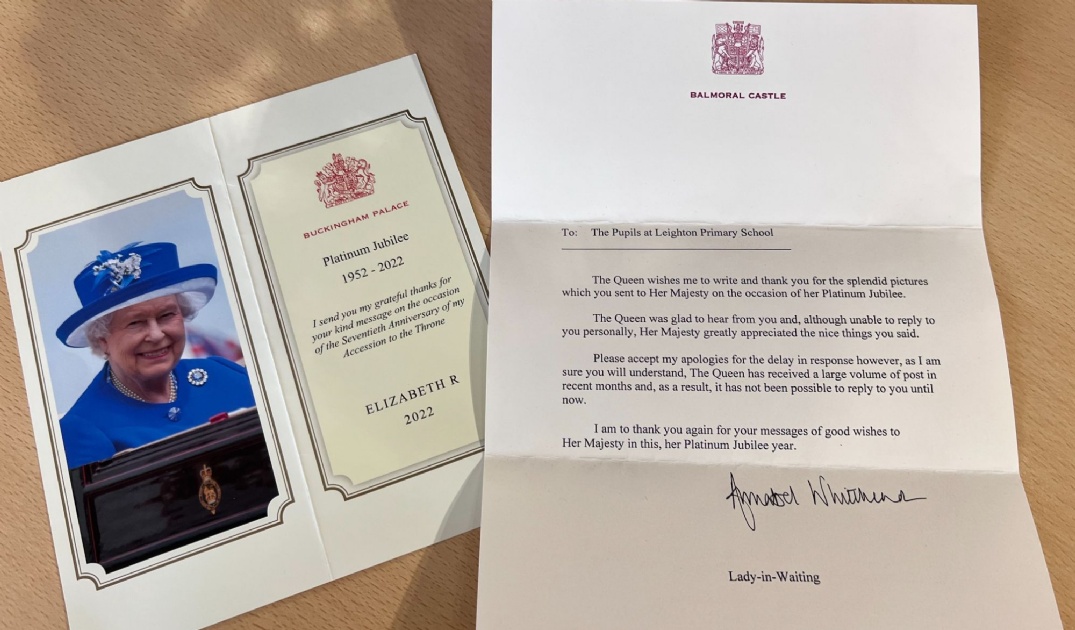 BUCKINGHAM PALACE
Platinum Jubilee
1952 - 2022
I send you my grateful thanks for
your kind message on the occasion
of the Seventieth Anniversary of my
Accession to the Throne
ELIZABETH R
2022
BALMORAL CASTLE
To: The Pupils at Leighton Primary School
The Queen wishes me to write and thank you for the splendid pictures
which you sent to Her Majesty on the occasion of her Platinum Jubilee.
The Queen was glad to hear from you and, although unable to reply to
you personally, Her Majesty greatly appreciated the nice things you said.
Please accept my apologies for the delay in response however, as I am
sure you will understand, The Queen has received a large volume of post in
recent months and, as a result, it has not been possible to reply to you until
now.
I am to thank you again for your messages of good wishes to
Her Majesty in this, her Platinum Jubilee year.
Annabel Whitehead
Lady-in-Waiting